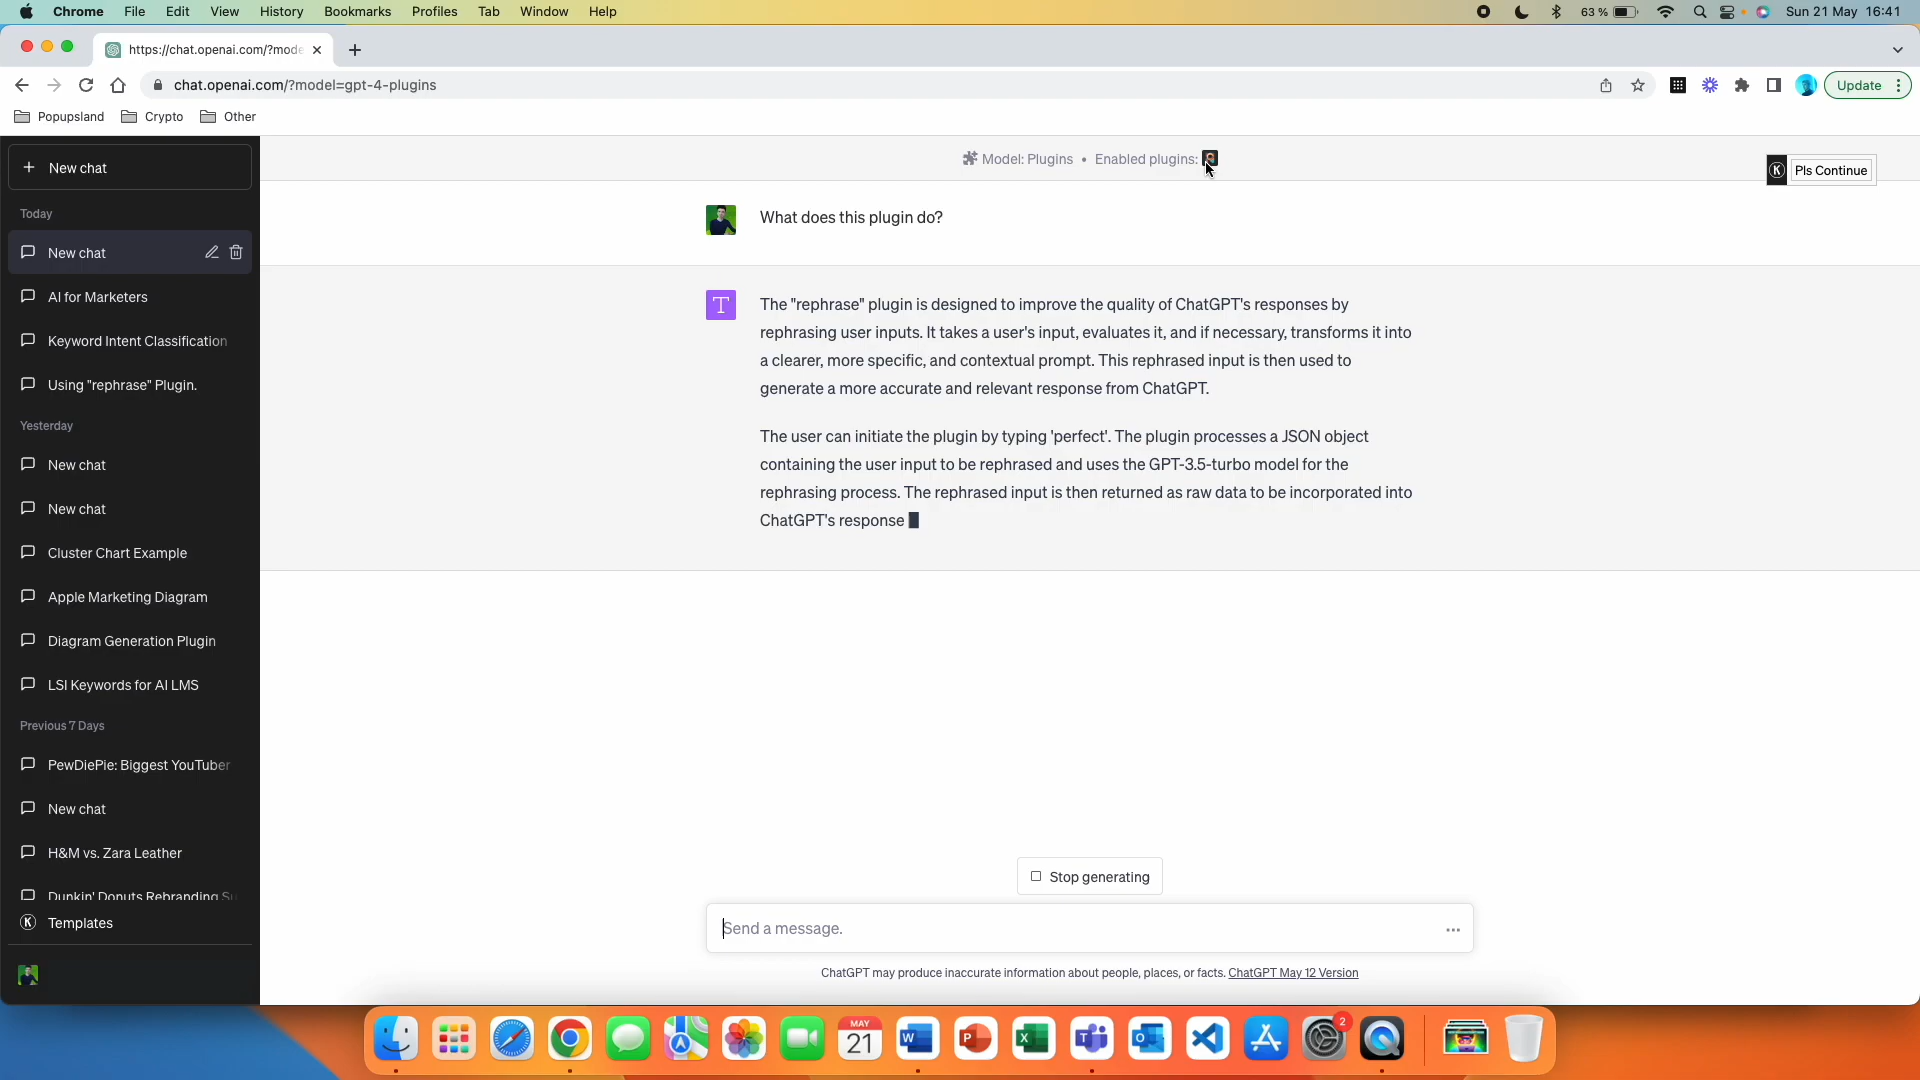 Chrome File Edit View History Bookmarks Profiles Tab Window Help 63 % Sun 21 May 16:41
https://chat.openai.com/?mode
chat.openai.com/?model=gpt-4-plugins Update
Popupsland Crypto Other
New chat
Today
New chat
AI for Marketers
Keyword Intent Classification
Using "rephrase" Plugin.
Yesterday
New chat
New chat
Cluster Chart Example
Apple Marketing Diagram
Diagram Generation Plugin
LSI Keywords for AI LMS
Previous 7 Days
PewDiePie: Biggest YouTuber
New chat
H&M vs. Zara Leather
Dunkin' Donuts Rebranding Su
K Templates
Model: Plugins • Enabled plugins:
K Pls Continue
What does this plugin do?
T
The "rephrase" plugin is designed to improve the quality of ChatGPT's responses by
rephrasing user inputs. It takes a user's input, evaluates it, and if necessary, transforms it into
a clearer, more specific, and contextual prompt. This rephrased input is then used to
generate a more accurate and relevant response from ChatGPT.
The user can initiate the plugin by typing 'perfect'. The plugin processes a JSON object
containing the user input to be rephrased and uses the GPT-3.5-turbo model for the
rephrasing process. The rephrased input is then returned as raw data to be incorporated into
ChatGPT's response
Stop generating
Send a message.
ChatGPT may produce inaccurate information about people, places, or facts. ChatGPT May 12 Version
MAY
21
W P X T O 2